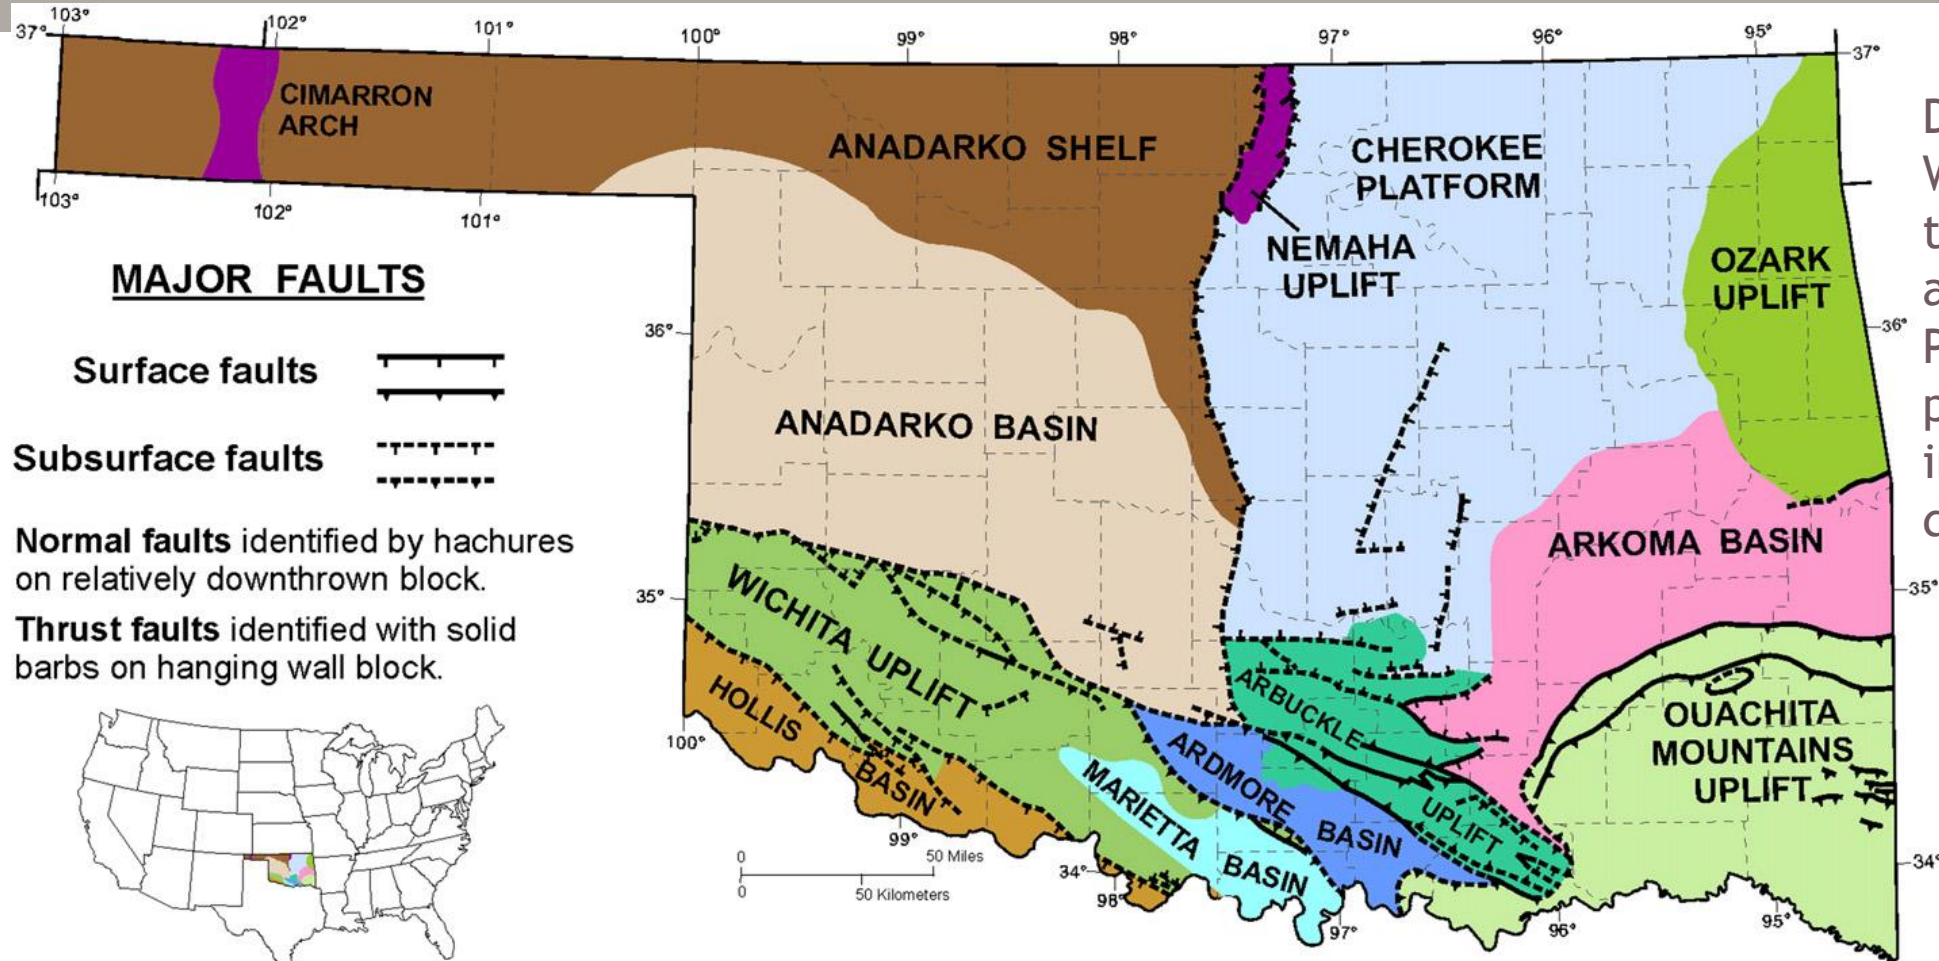 103°
102°
101°
100°
99°
98°
97°
96°
95°
37°
37°
CIMARRON
ARCH
ANADARKO SHELF
CHEROKEE
PLATFORM
NEMAHA
UPLIFT
OZARK
UPLIFT
103°
102°
101°
MAJOR FAULTS
Surface faults
Subsurface faults
Normal faults identified by hachures
on relatively downthrown block.
Thrust faults identified with solid
barbs on hanging wall block.
36°
36°
ANADARKO BASIN
ARKOMA BASIN
35°
35°
WICHITA UPLIFT
HOLLIS
BASIN
ARBUCKLE
UPLIFT
ARDMORE
BASIN
MARIETTA
BASIN
OUACHITA
MOUNTAINS
UPLIFT
100°
99°
98°
34°
34°
97°
96°
95°
0 50 Miles
0 50 Kilometers